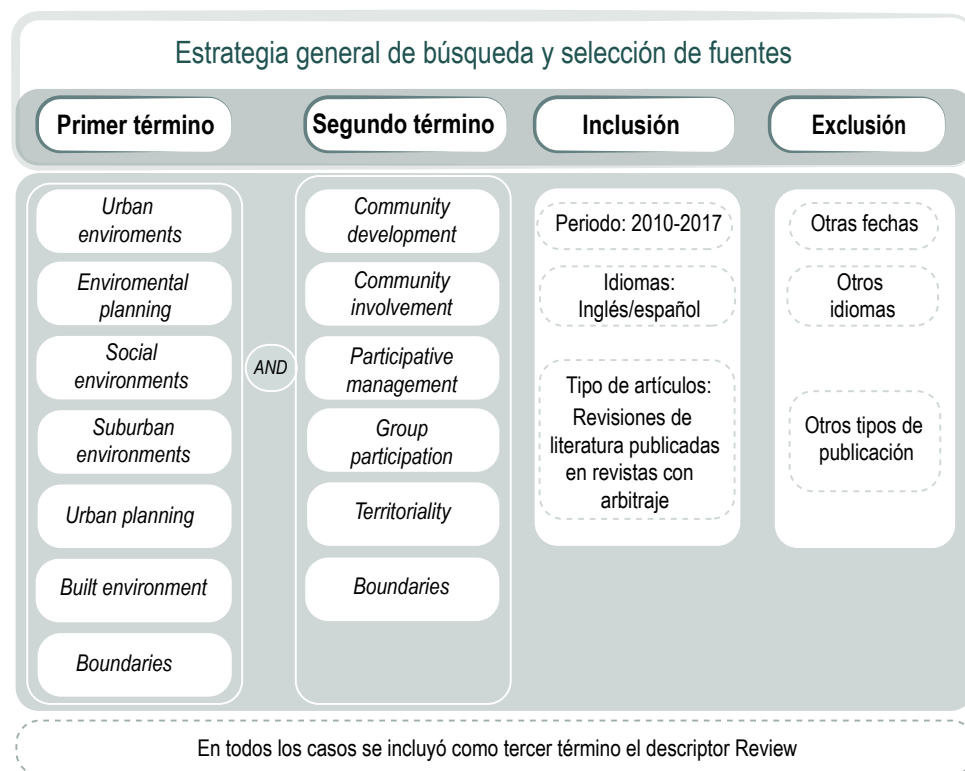 Estrategia general de búsqueda y selección de fuentes
Primer término
Segundo término
Inclusión
Exclusión
Urban
enviroments
Enviromental
planning
Social
environments
Suburban
environments
Urban planning
Built environment
Boundaries
AND
Community
development
Community
involvement
Participative
management
Group
participation
Territoriality
Boundaries
Periodo: 2010-2017
Idiomas:
Inglés/español
Tipo de artículos:
Revisiones de
literatura publicadas
en revistas con
arbitraje
Otras fechas
Otros
idiomas
Otros tipos de
publicación
En todos los casos se incluyó como tercer término el descriptor Review